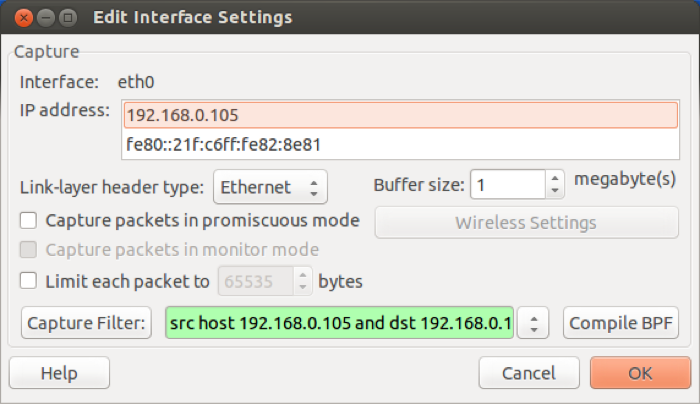 Edit Interface Settings
Capture
Interface: eth0
IP address: 192.168.0.105
fe80::21f:c6ff:fe82:8e81
Link-layer header type: Ethernet Buffer size: 1 megabyte(s)
Capture packets in promiscuous mode Wireless Settings
Capture packets in monitor mode
Limit each packet to 65535 bytes
Capture Filter: src host 192.168.0.105 and dst 192.168.0.1 Compile BPF
Help Cancel OK